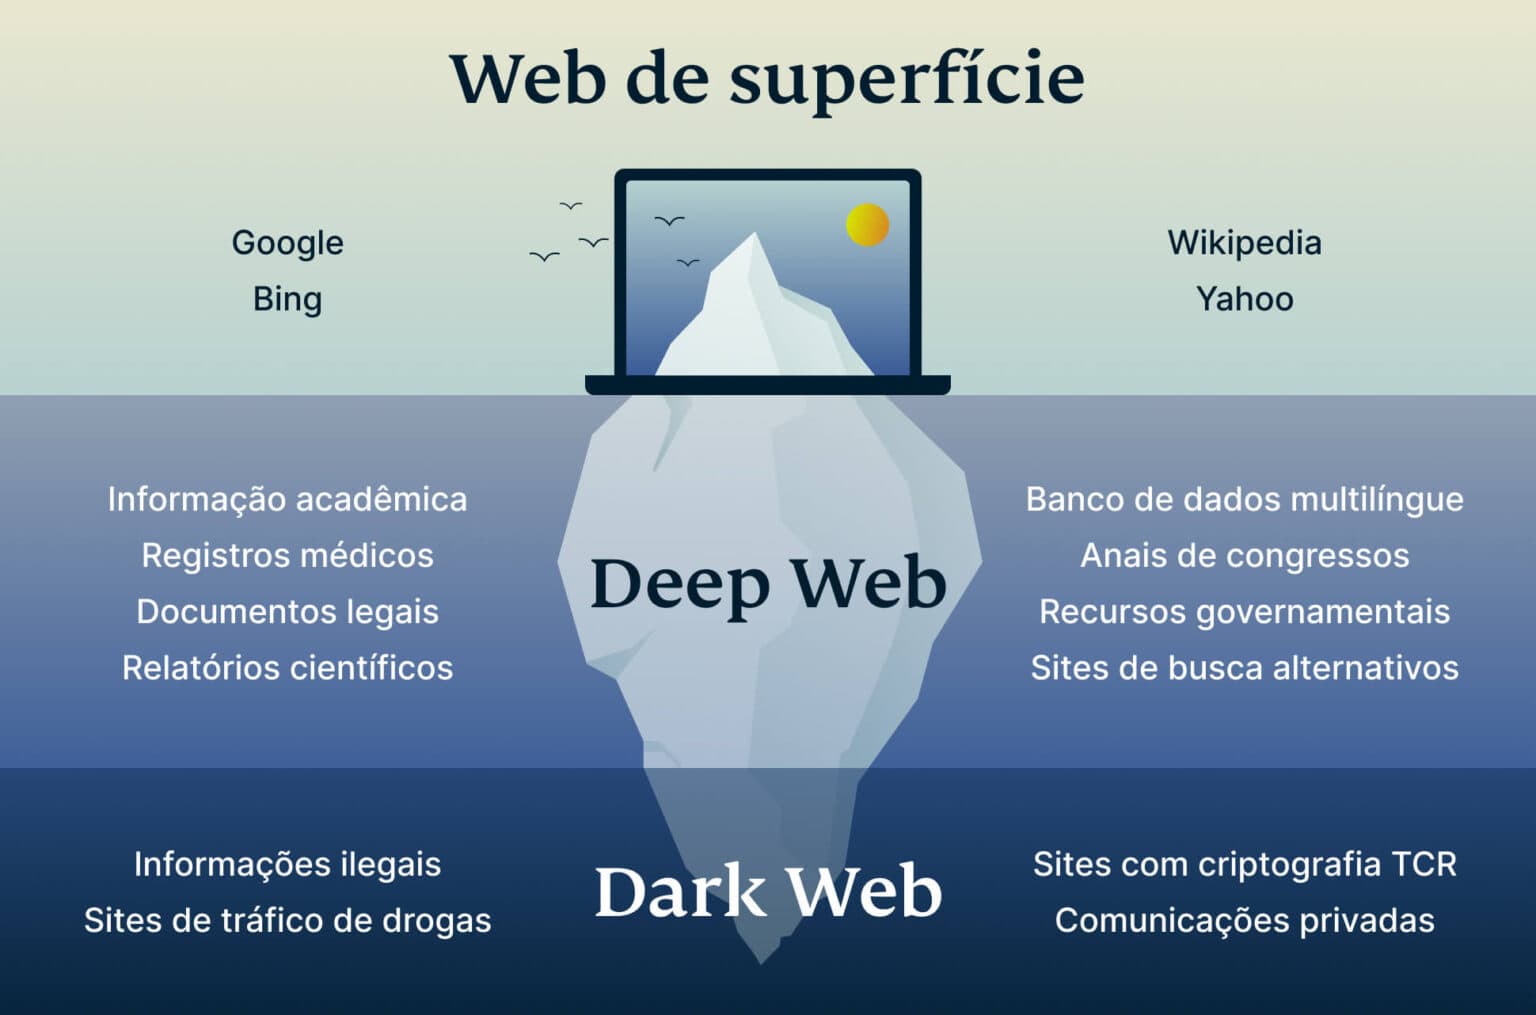 Web de superfície
Google
Bing
Wikipedia
Yahoo
Informação acadêmica
Registros médicos
Documentos legais
Relatórios científicos
Deep Web
Banco de dados multilíngue
Anais de congressos
Recursos governamentais
Sites de busca alternativos
Informações ilegais
Sites de tráfico de drogas
Dark Web
Sites com criptografia TCR
Comunicações privadas